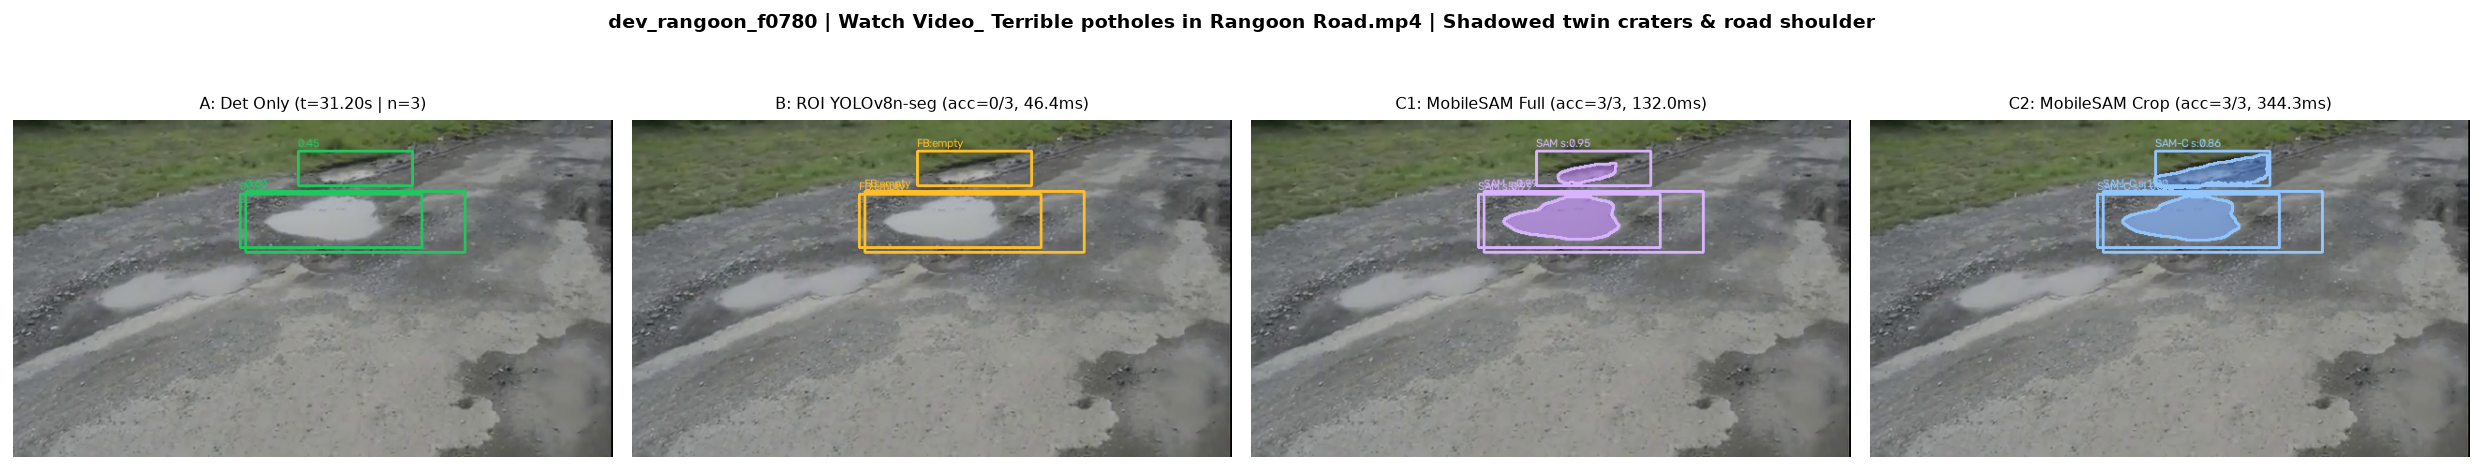 dev_rangoon_f0780 | Watch Video_ Terrible potholes in Rangoon Road.mp4 | Shadowed twin craters & road shoulder
A: Det Only (t=31.20s | n=3)
B: ROI YOLOv8n-seg (acc=0/3, 46.4ms)
C1: MobileSAM Full (acc=3/3, 132.0ms)
C2: MobileSAM Crop (acc=3/3, 344.3ms)
0.45
FB:empty
SAM s:0.95
SAM-C s:0.86
FB:empty